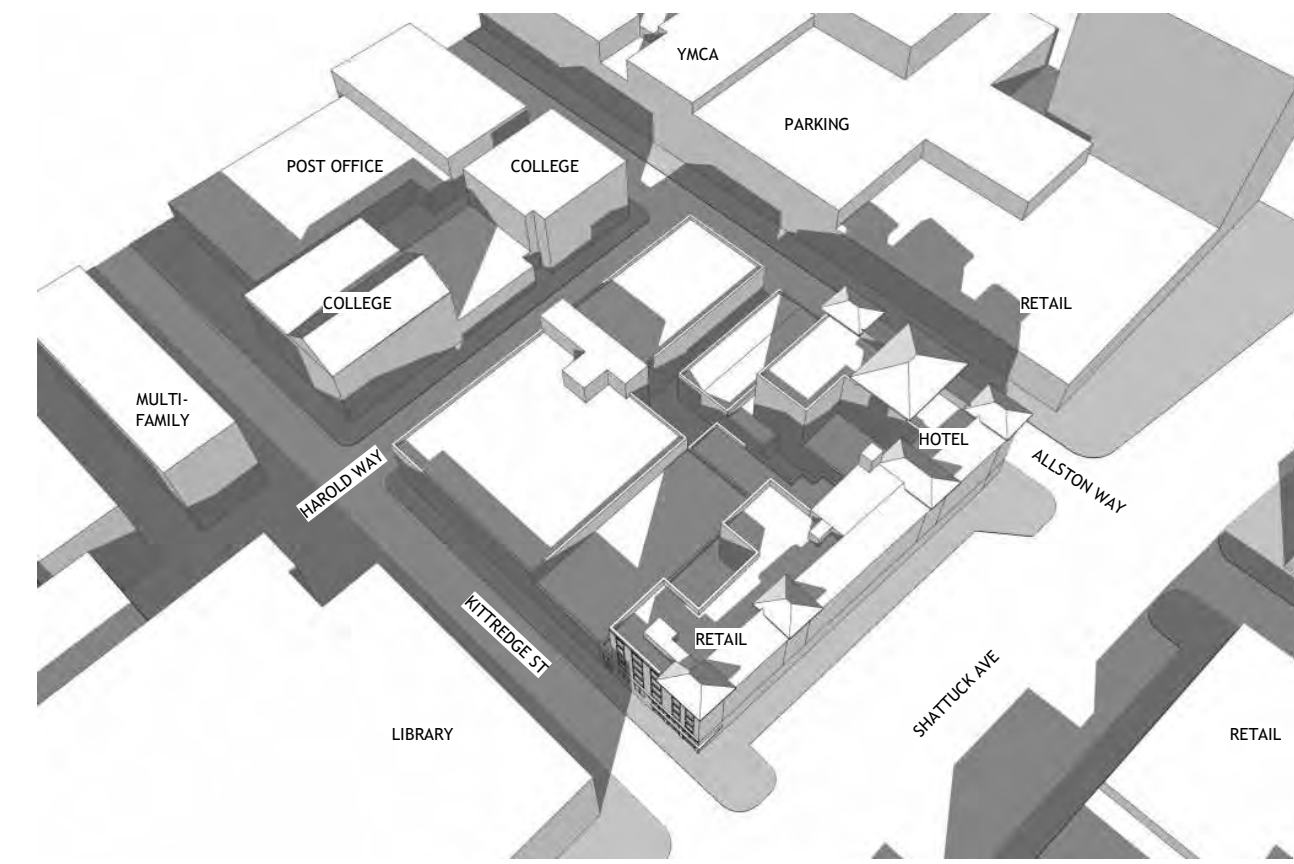 YMCA
PARKING
POST OFFICE
COLLEGE
COLLEGE
RETAIL
MULTI-
FAMILY
HOTEL
HAROLD WAY
ALLSTON WAY
KITTREDGE ST
RETAIL
SHATTUCK AVE
LIBRARY
RETAIL